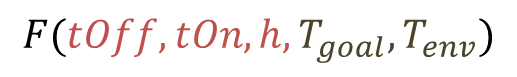 F(tOff, tOn, h, T_goal, T_env)